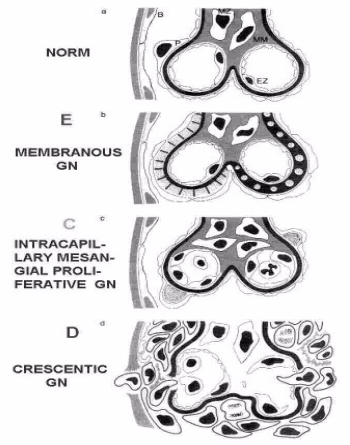 a
B
MZ
P
MM
EZ
NORM
E
b
MEMBRANOUS
GN
C
c
INTRACAPIL-
LARY MESAN-
GIAL PROLI-
FERATIVE GN
D
d
CRESCENTIC
GN